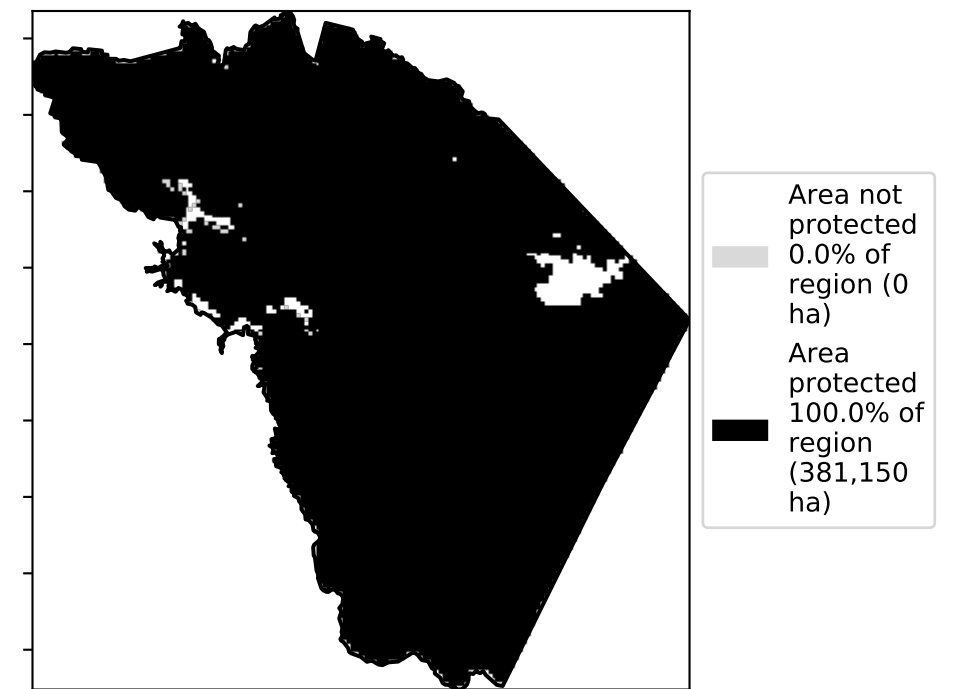 Area not
protected
0.0% of
region (0
ha)
Area
protected
100.0% of
region
(381,150
ha)